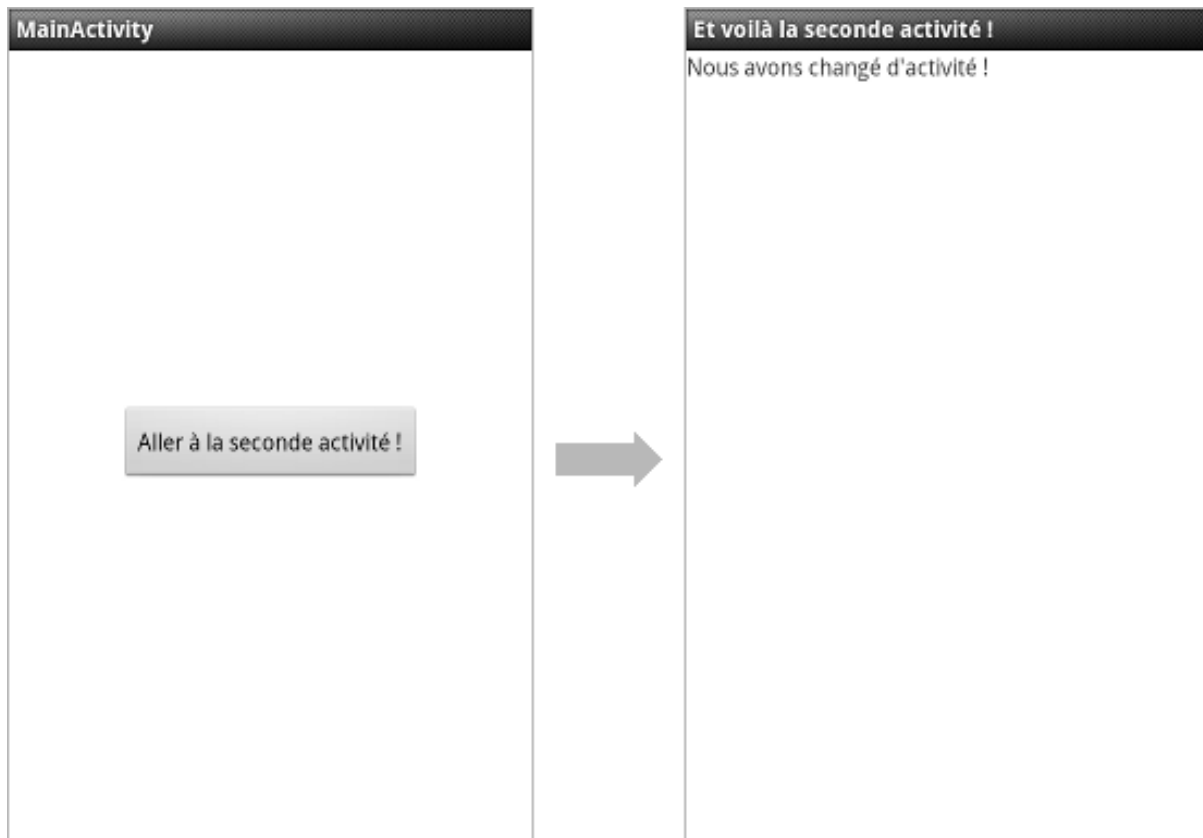 MainActivity
Aller à la seconde activité !
Et voilà la seconde activité !
Nous avons changé d'activité !